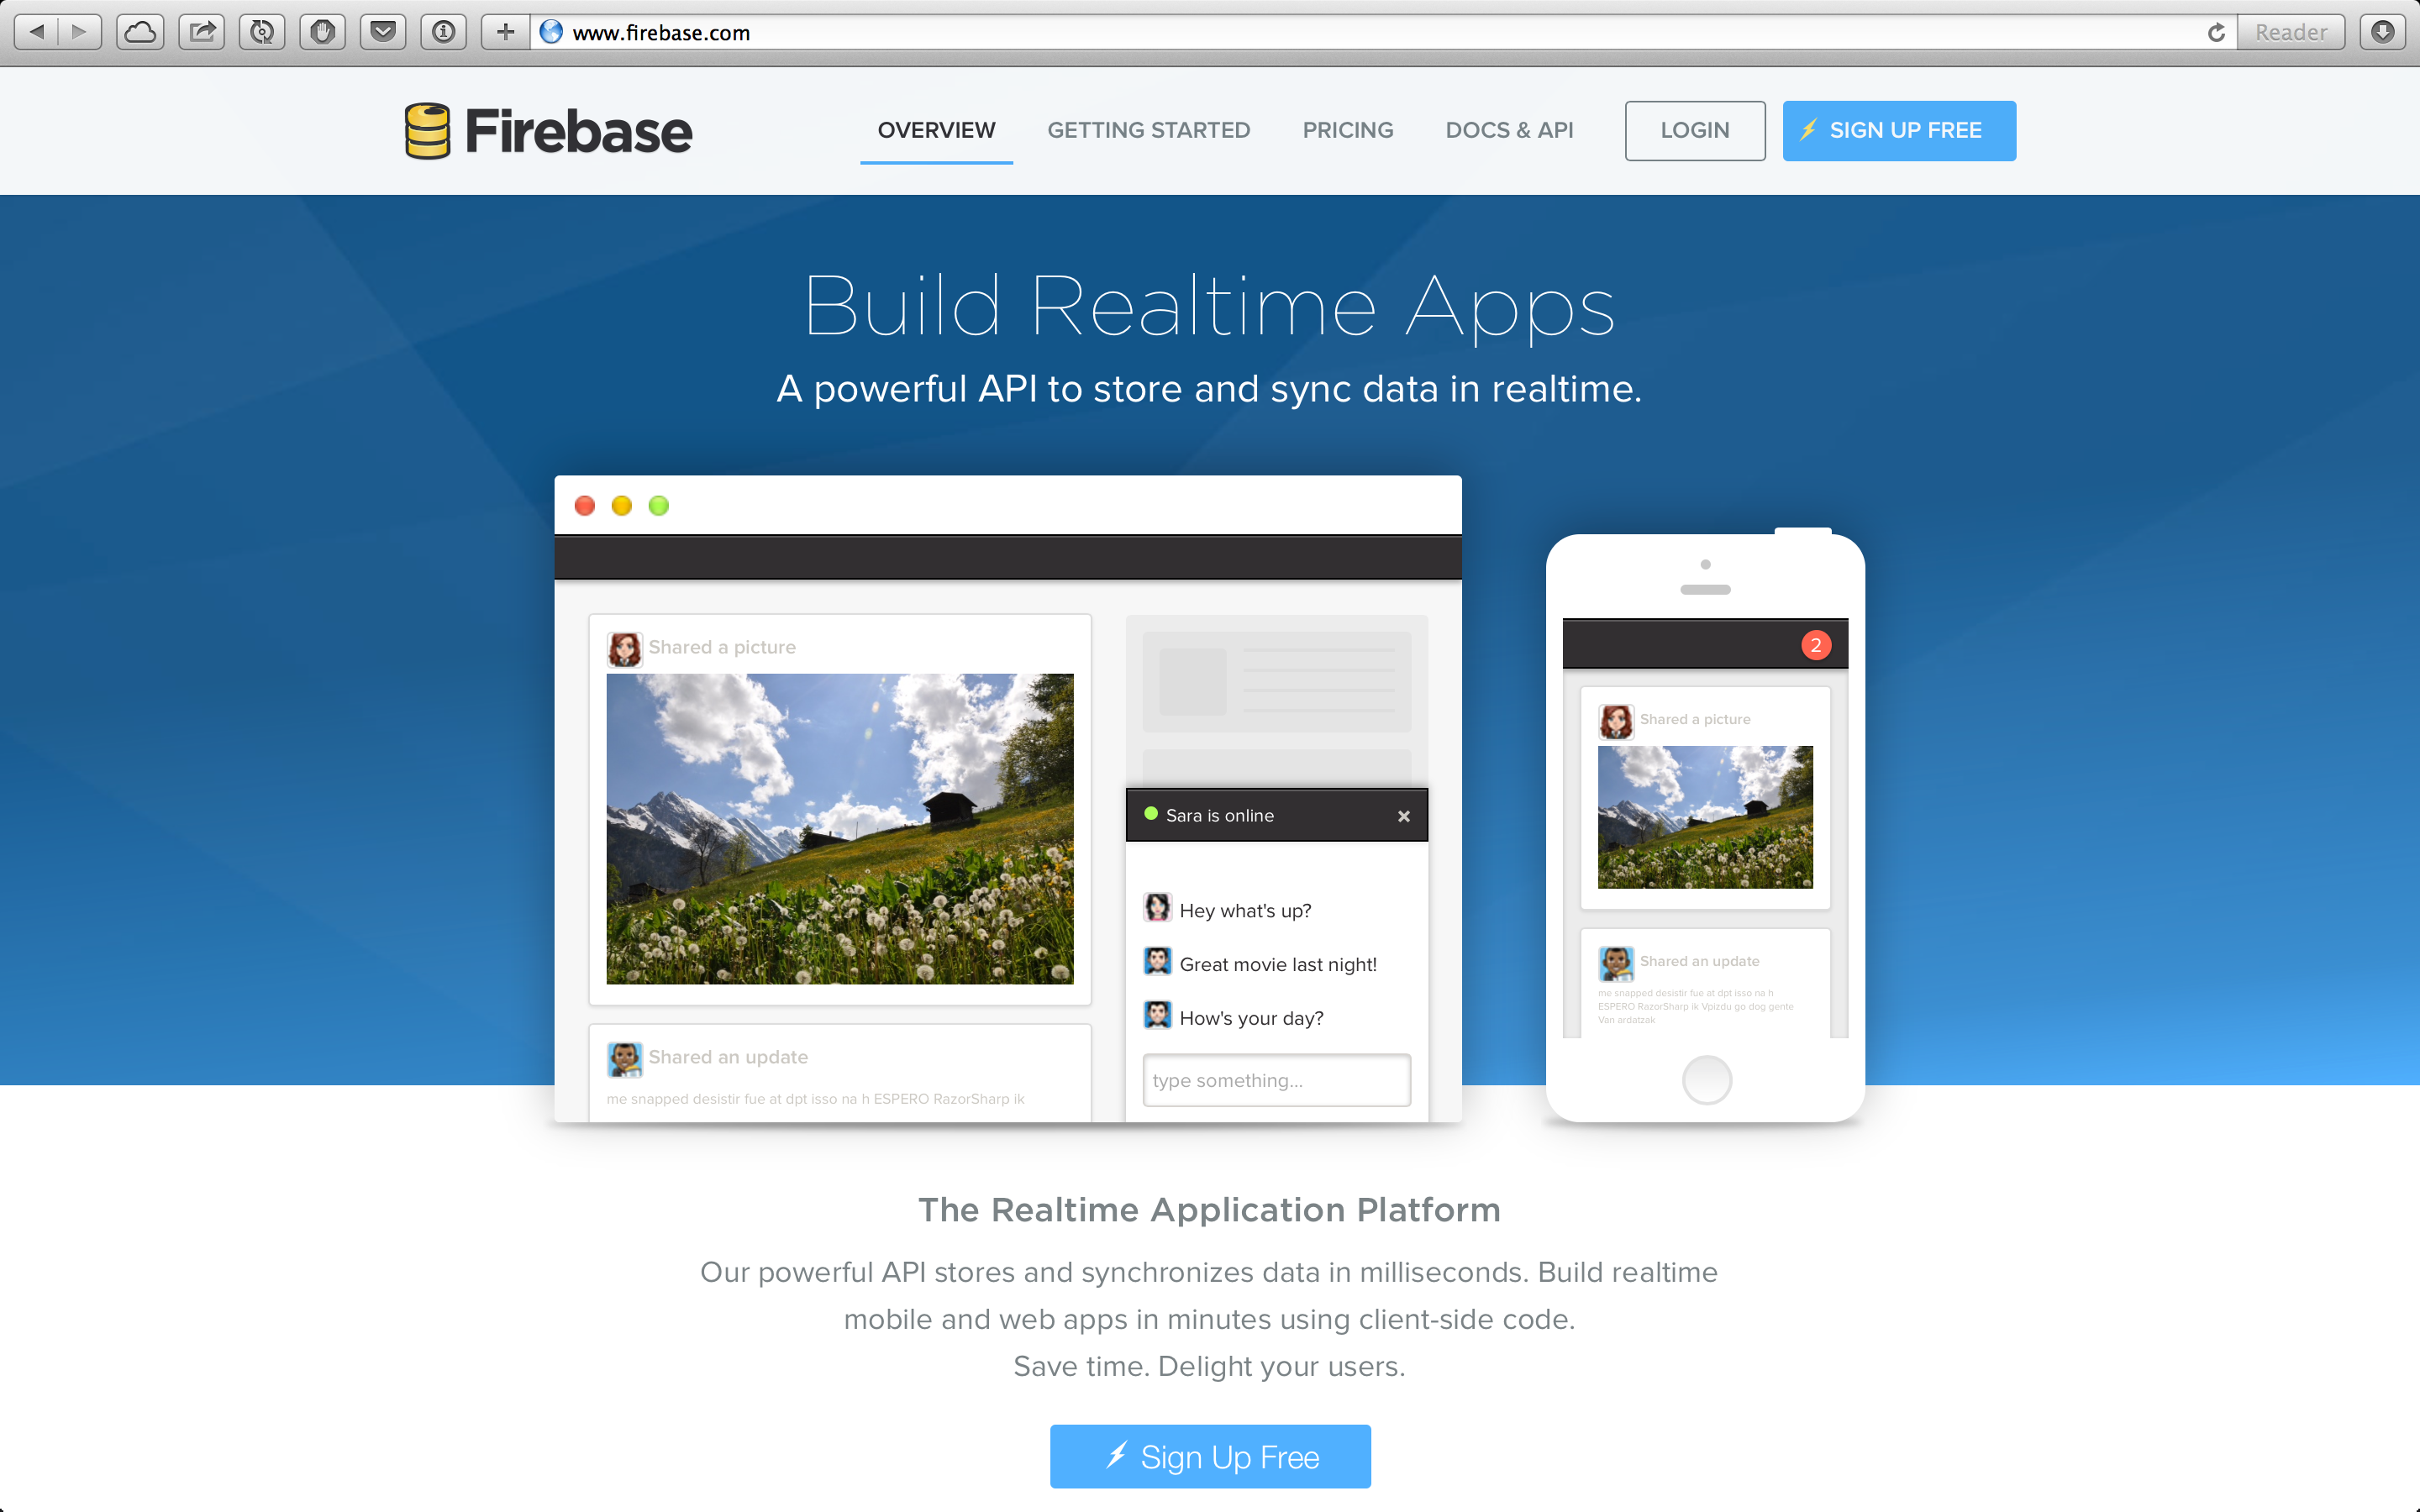 www.firebase.com
Reader
Firebase
OVERVIEW
GETTING STARTED
PRICING
DOCS & API
LOGIN
SIGN UP FREE
Build Realtime Apps
A powerful API to store and sync data in realtime.
Shared a picture
Shared an update
me snapped desistir fue at dpt isso na h ESPERO RazorSharp ik
Sara is online
Hey what's up?
Great movie last night!
How's your day?
type something...
2
Shared a picture
Shared an update
me snapped desistir fue at dpt isso na h
ESPERO RazorSharp ik Vpizdu go dog gente
Van ardatzak
The Realtime Application Platform
Our powerful API stores and synchronizes data in milliseconds. Build realtime
mobile and web apps in minutes using client-side code.
Save time. Delight your users.
Sign Up Free